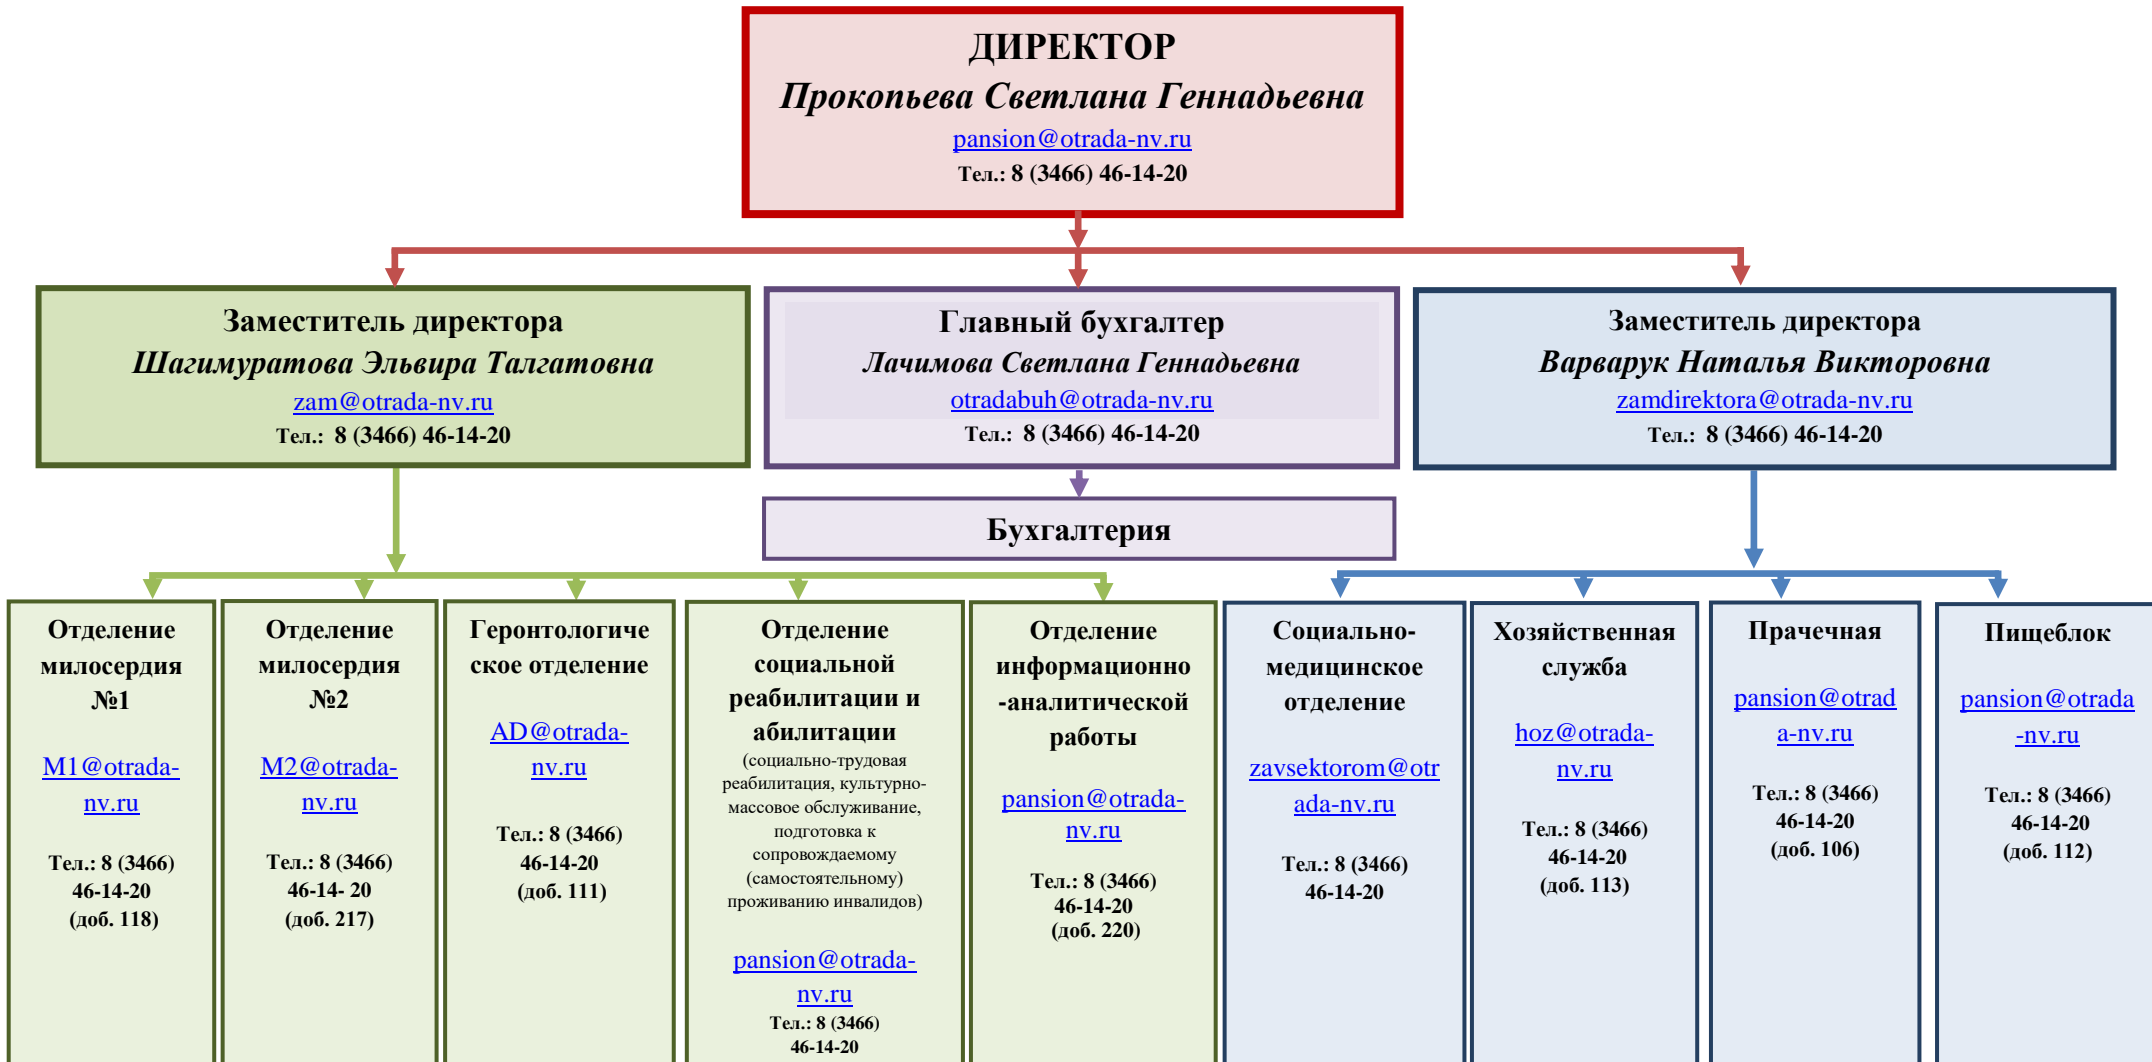 ДИРЕКТОР
Прокопьева Светлана Геннадьевна
pansion@otrada-nv.ru
Тел.: 8 (3466) 46-14-20
Заместитель директора
Шагимуратова Эльвира Талгатовна
zam@otrada-nv.ru
Тел.: 8 (3466) 46-14-20
Главный бухгалтер
Лачимова Светлана Геннадьевна
otradabuh@otrada-nv.ru
Тел.: 8 (3466) 46-14-20
Заместитель директора
Варварук Наталья Викторовна
zamdirektora@otrada-nv.ru
Тел.: 8 (3466) 46-14-20
Бухгалтерия
Отделение
милосердия
№1
M1@otrada-
nv.ru
Тел.: 8 (3466)
46-14-20
(доб. 118)
Отделение
милосердия
№2
M2@otrada-
nv.ru
Тел.: 8 (3466)
46-14- 20
(доб. 217)
Геронтологиче
ское отделение
AD@otrada-
nv.ru
Тел.: 8 (3466)
46-14-20
(доб. 111)
Отделение
социальной
реабилитации и
абилитации
(социально-трудовая
реабилитация, культурно-
массовое обслуживание,
подготовка к
сопровождаемому
(самостоятельному)
проживанию инвалидов)
pansion@otrada-
nv.ru
Тел.: 8 (3466)
46-14-20
Отделение
информационно
-аналитической
работы
pansion@otrada-
nv.ru
Тел.: 8 (3466)
46-14-20
(доб. 220)
Социально-
медицинское
отделение
zavsektorom@otr
ada-nv.ru
Тел.: 8 (3466)
46-14-20
Хозяйственная
служба
hoz@otrada-
nv.ru
Тел.: 8 (3466)
46-14-20
(доб. 113)
Прачечная
pansion@otrad
a-nv.ru
Тел.: 8 (3466)
46-14-20
(доб. 106)
Пищеблок
pansion@otrada
-nv.ru
Тел.: 8 (3466)
46-14-20
(доб. 112)